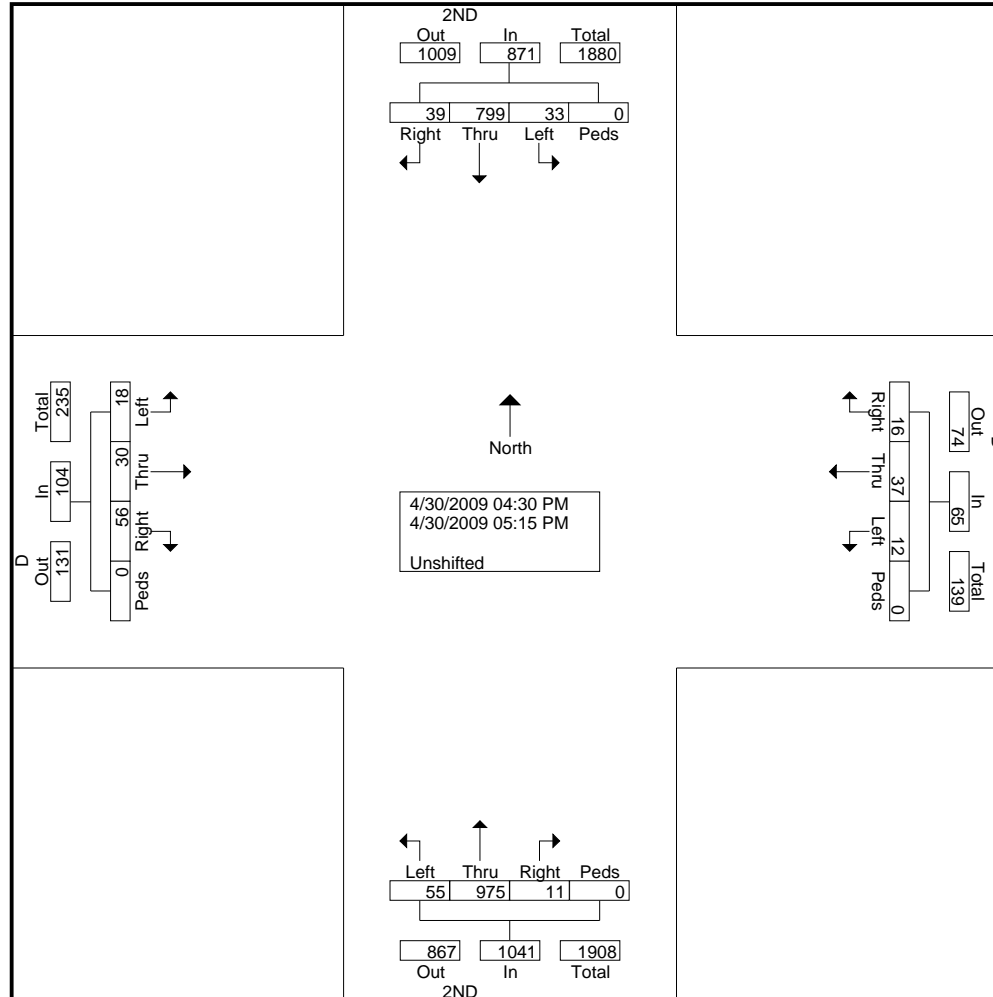 2ND
Out In Total
1009 871 1880
39 799 33 0
Right Thru Left Peds
Total 235
In 104
Out 131
D
18 30 56 0
Left Thru Right Peds
North
4/30/2009 04:30 PM
4/30/2009 05:15 PM
Unshifted
Right Thru Left Peds
16 37 12 0
Out 74
In 65
Total 139
Left Thru Right Peds
55 975 11 0
867 1041 1908
Out In Total
2ND